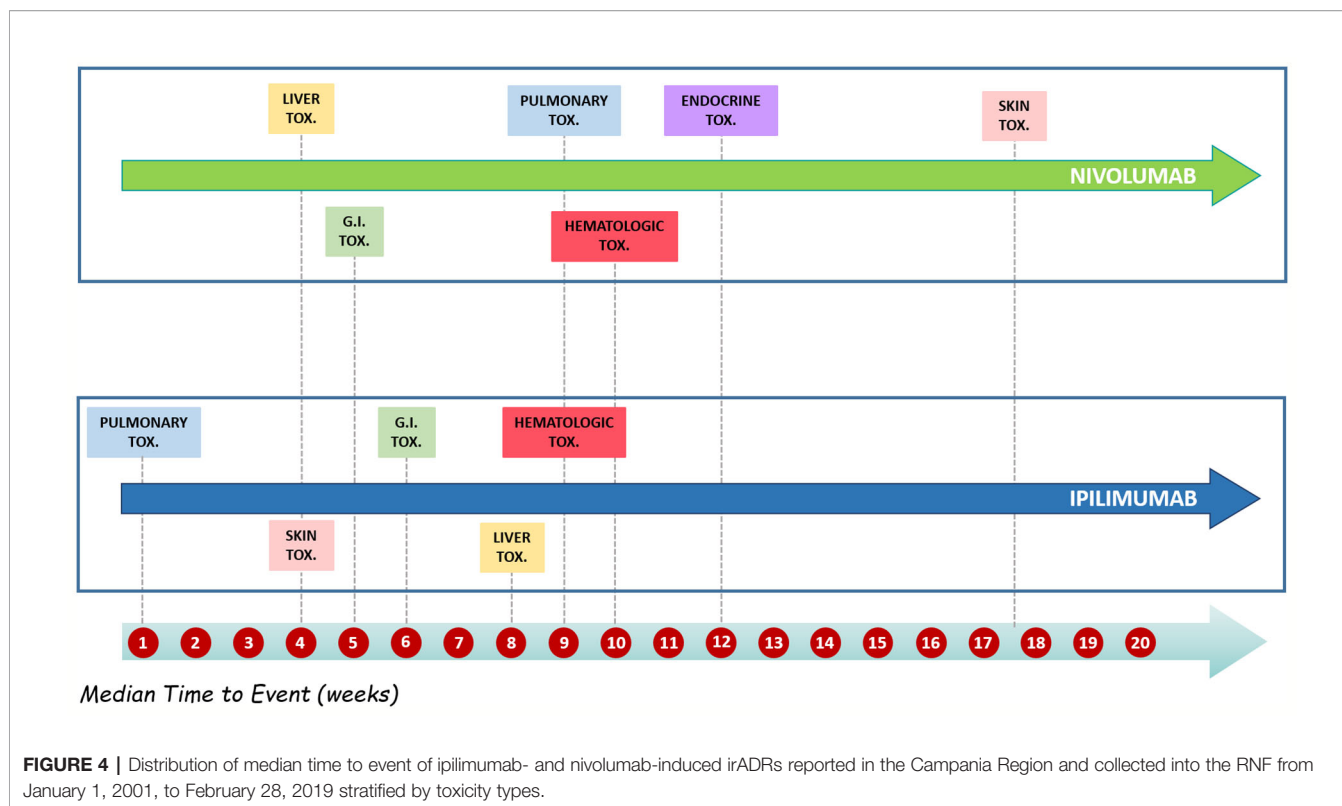 LIVER
TOX.
PULMONARY
TOX.
ENDOCRINE
TOX.
SKIN
TOX.
NIVOLUMAB
G.I.
TOX.
HEMATOLOGIC
TOX.
PULMONARY
TOX.
G.I.
TOX.
HEMATOLOGIC
TOX.
IPILIMUMAB
SKIN
TOX.
LIVER
TOX.
1 2 3 4 5 6 7 8 9 10 11 12 13 14 15 16 17 18 19 20
Median Time to Event (weeks)
FIGURE 4 | Distribution of median time to event of ipilimumab- and nivolumab-induced irADRs reported in the Campania Region and collected into the RNF from
January 1, 2001, to February 28, 2019 stratified by toxicity types.